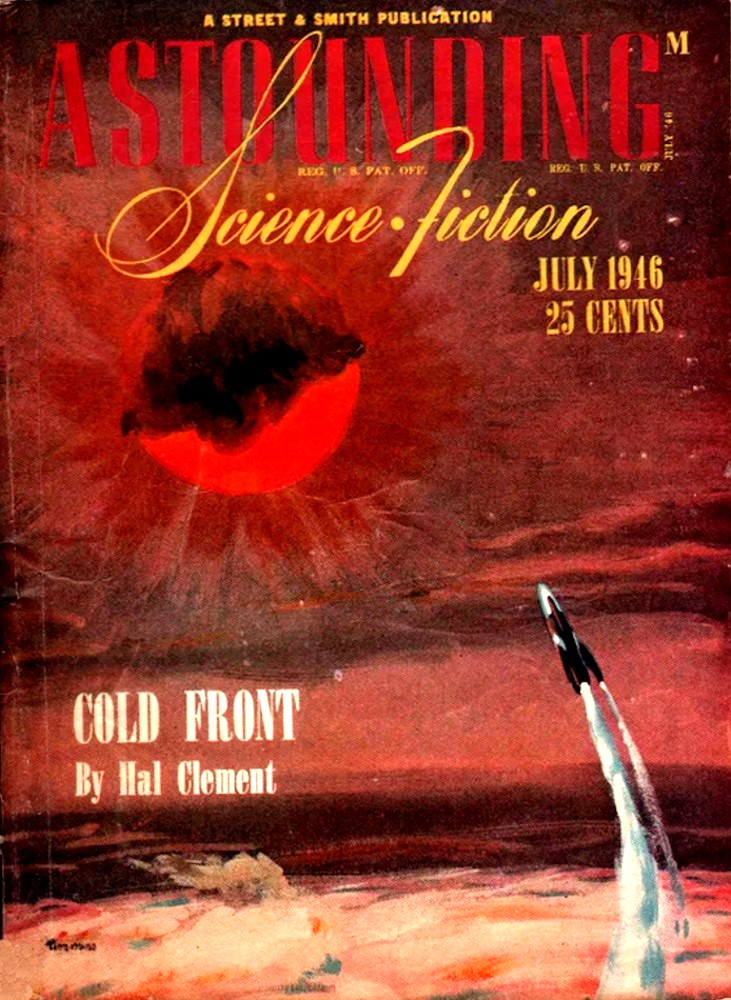 A STREET & SMITH PUBLICATION
ASTOUNDING
M
JULY '46
REG. U. S. PAT. OFF.
REG. U. S. PAT. OFF.
Science·Fiction
JULY 1946
25 CENTS
COLD FRONT
By Hal Clement